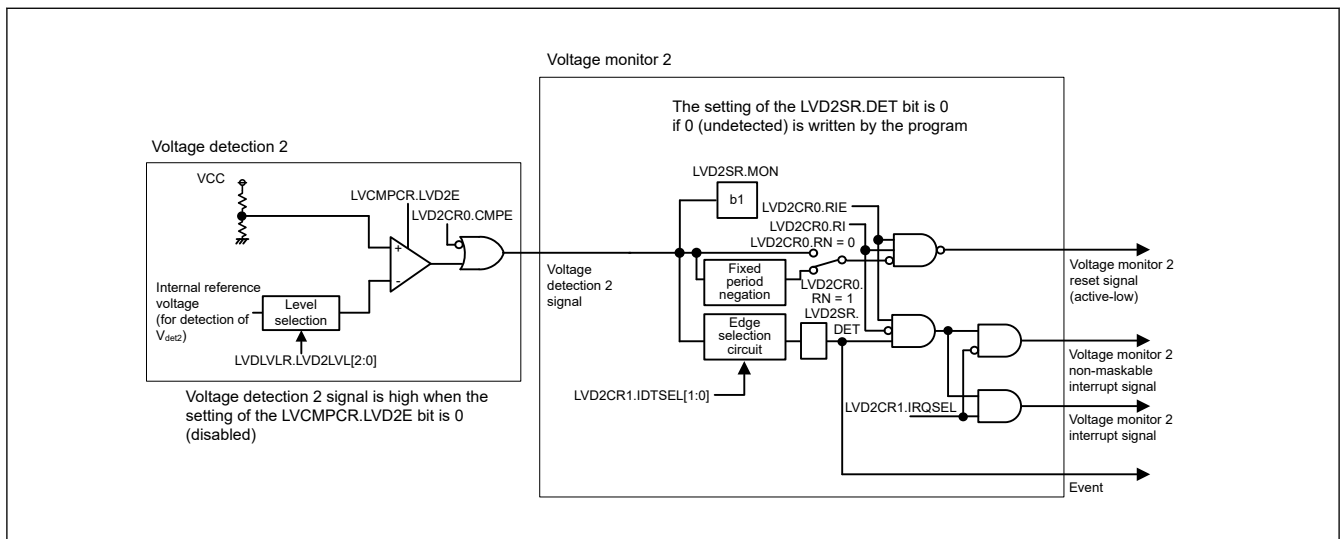 Voltage monitor 2
The setting of the LVD2SR.DET bit is 0
if 0 (undetected) is written by the program
Voltage detection 2
VCC
LVCMPCR.LVD2E
LVD2CR0.CMPE
+
-
Internal reference
voltage
(for detection of
Vdet2)
Level
selection
LVDLVLR.LVD2LVL[2:0]
Voltage detection 2 signal is high when the
setting of the LVCMPCR.LVD2E bit is 0
(disabled)
Voltage
detection 2
signal
LVD2SR.MON
b1
LVD2CR0.RIE
LVD2CR0.RI
LVD2CR0.RN = 0
Fixed
period
negation
LVD2CR0.
RN = 1
LVD2SR.
DET
Edge
selection
circuit
LVD2CR1.IDTSEL[1:0]
LVD2CR1.IRQSEL
Voltage monitor 2
reset signal
(active-low)
Voltage monitor 2
non-maskable
interrupt signal
Voltage monitor 2
interrupt signal
Event